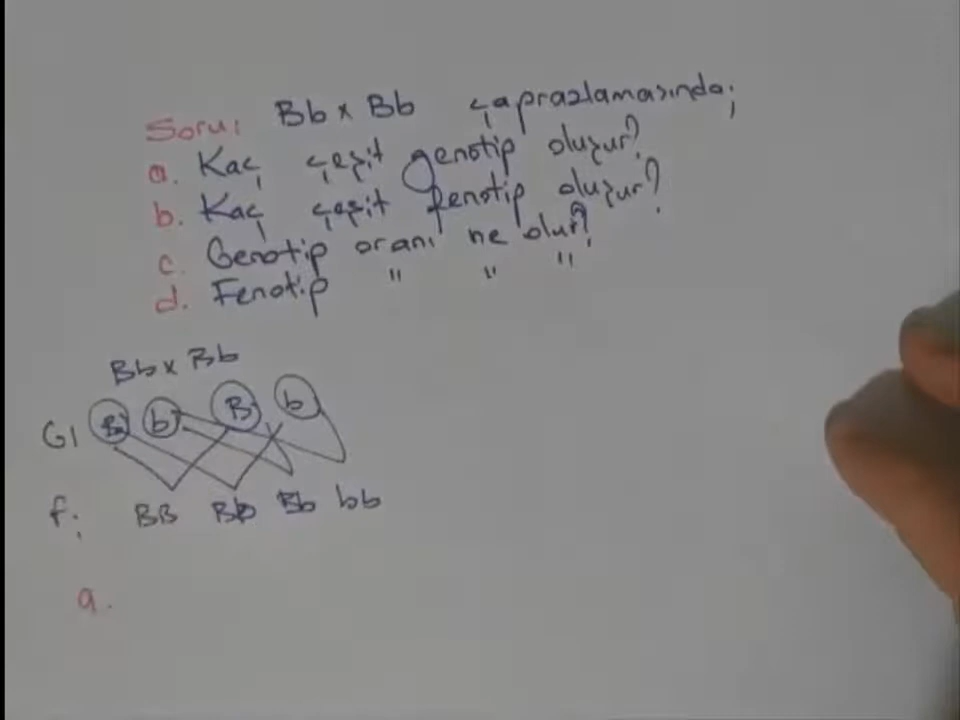 Soru: Bb x Bb çaprazlamasında;
a. Kaç çeşit genotip oluşur?
b. Kaç çeşit fenotip oluşur?
c. Genotip oranı ne olur?
d. Fenotip " " "
Bb x Bb
G: B b B b
F: BB Bb Bb bb
a.